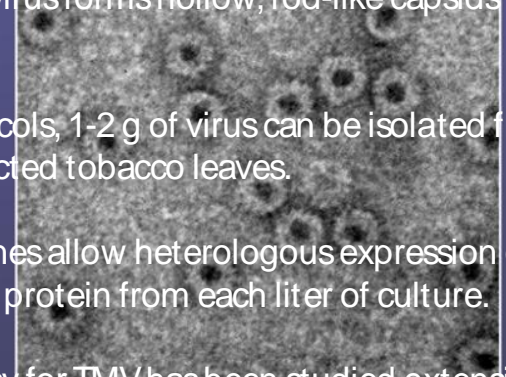 virus forms hollow, rod-like capsids
cols, 1-2 g of virus can be isolated f
cted tobacco leaves.
nes allow heterologous expression
protein from each liter of culture.
y for TMV has been studied extensi